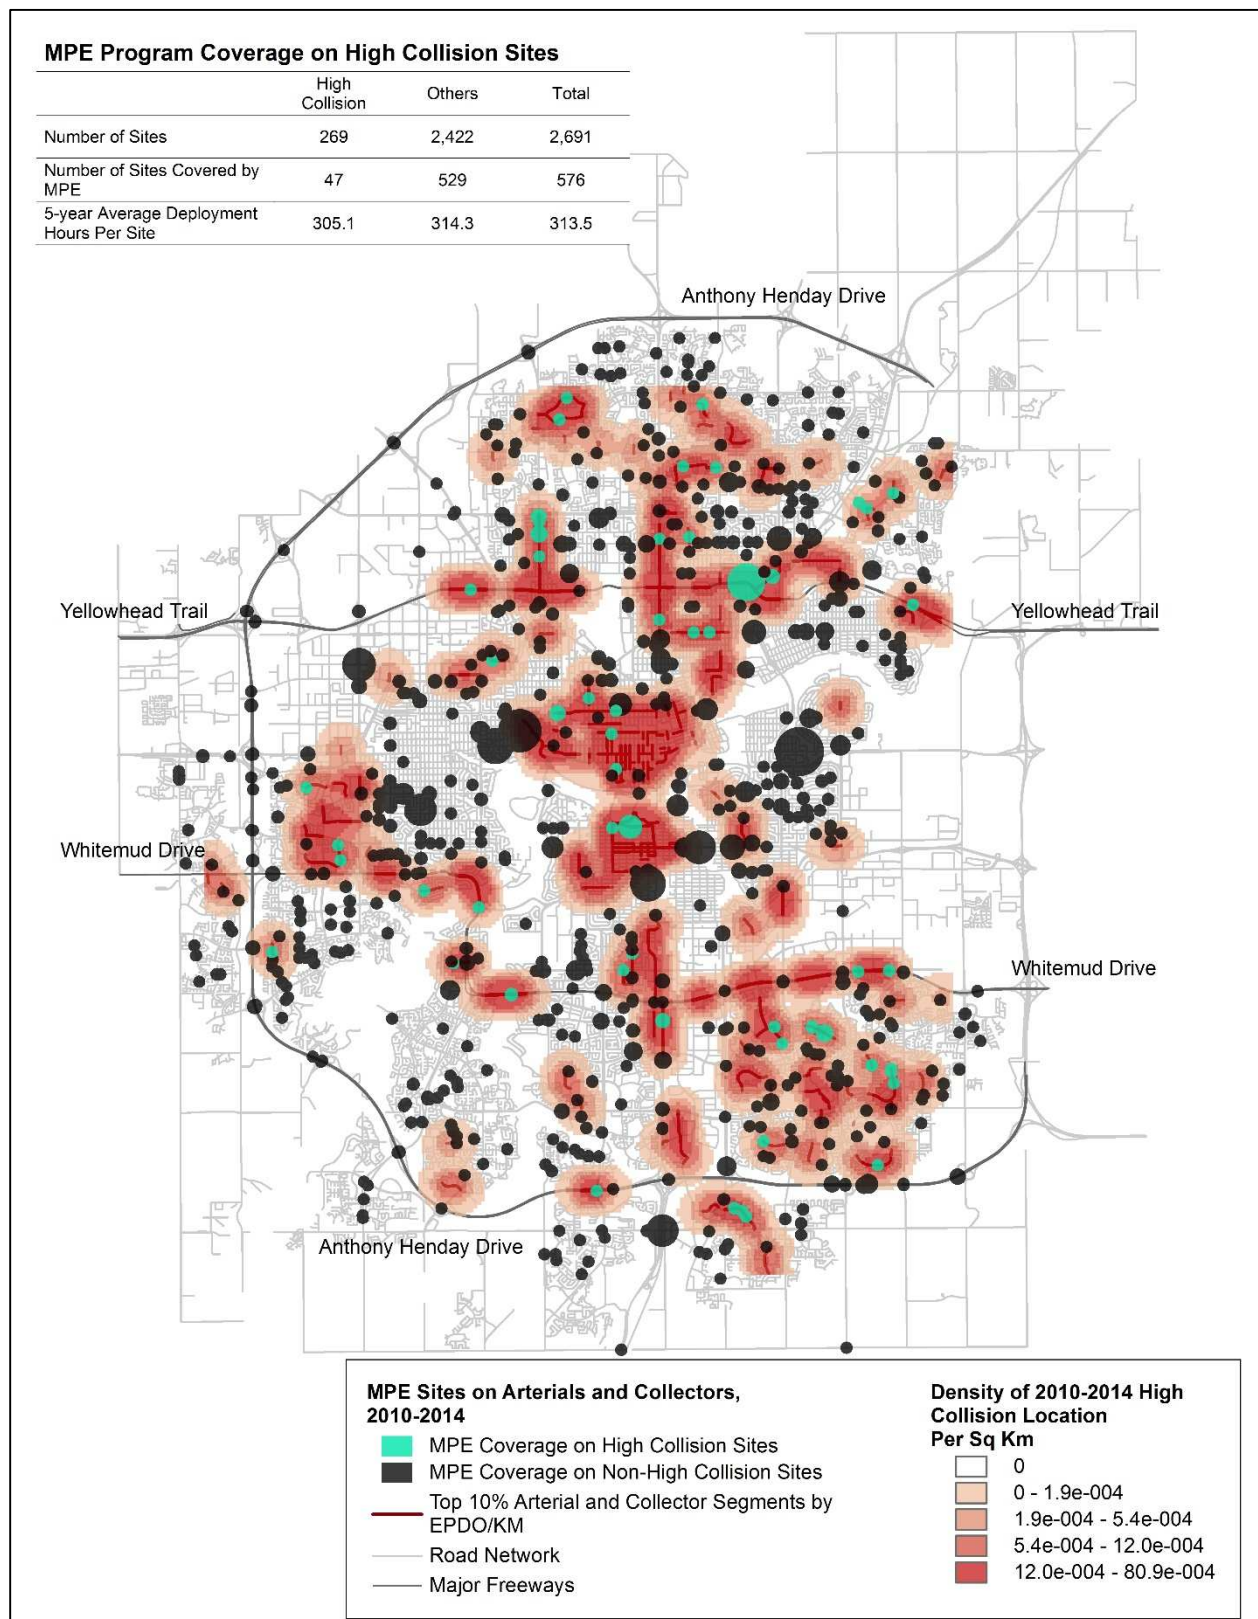 MPE Program Coverage on High Collision Sites
High
Collision
Others
Total
Number of Sites
269
2,422
2,691
Number of Sites Covered by
MPE
47
529
576
5-year Average Deployment
Hours Per Site
305.1
314.3
313.5
Anthony Henday Drive
Yellowhead Trail
Yellowhead Trail
Whitemud Drive
Whitemud Drive
Anthony Henday Drive
MPE Sites on Arterials and Collectors,
2010-2014
MPE Coverage on High Collision Sites
MPE Coverage on Non-High Collision Sites
Top 10% Arterial and Collector Segments by
EPDO/KM
Road Network
Major Freeways
Density of 2010-2014 High
Collision Location
Per Sq Km
0
0 - 1.9e-004
1.9e-004 - 5.4e-004
5.4e-004 - 12.0e-004
12.0e-004 - 80.9e-004